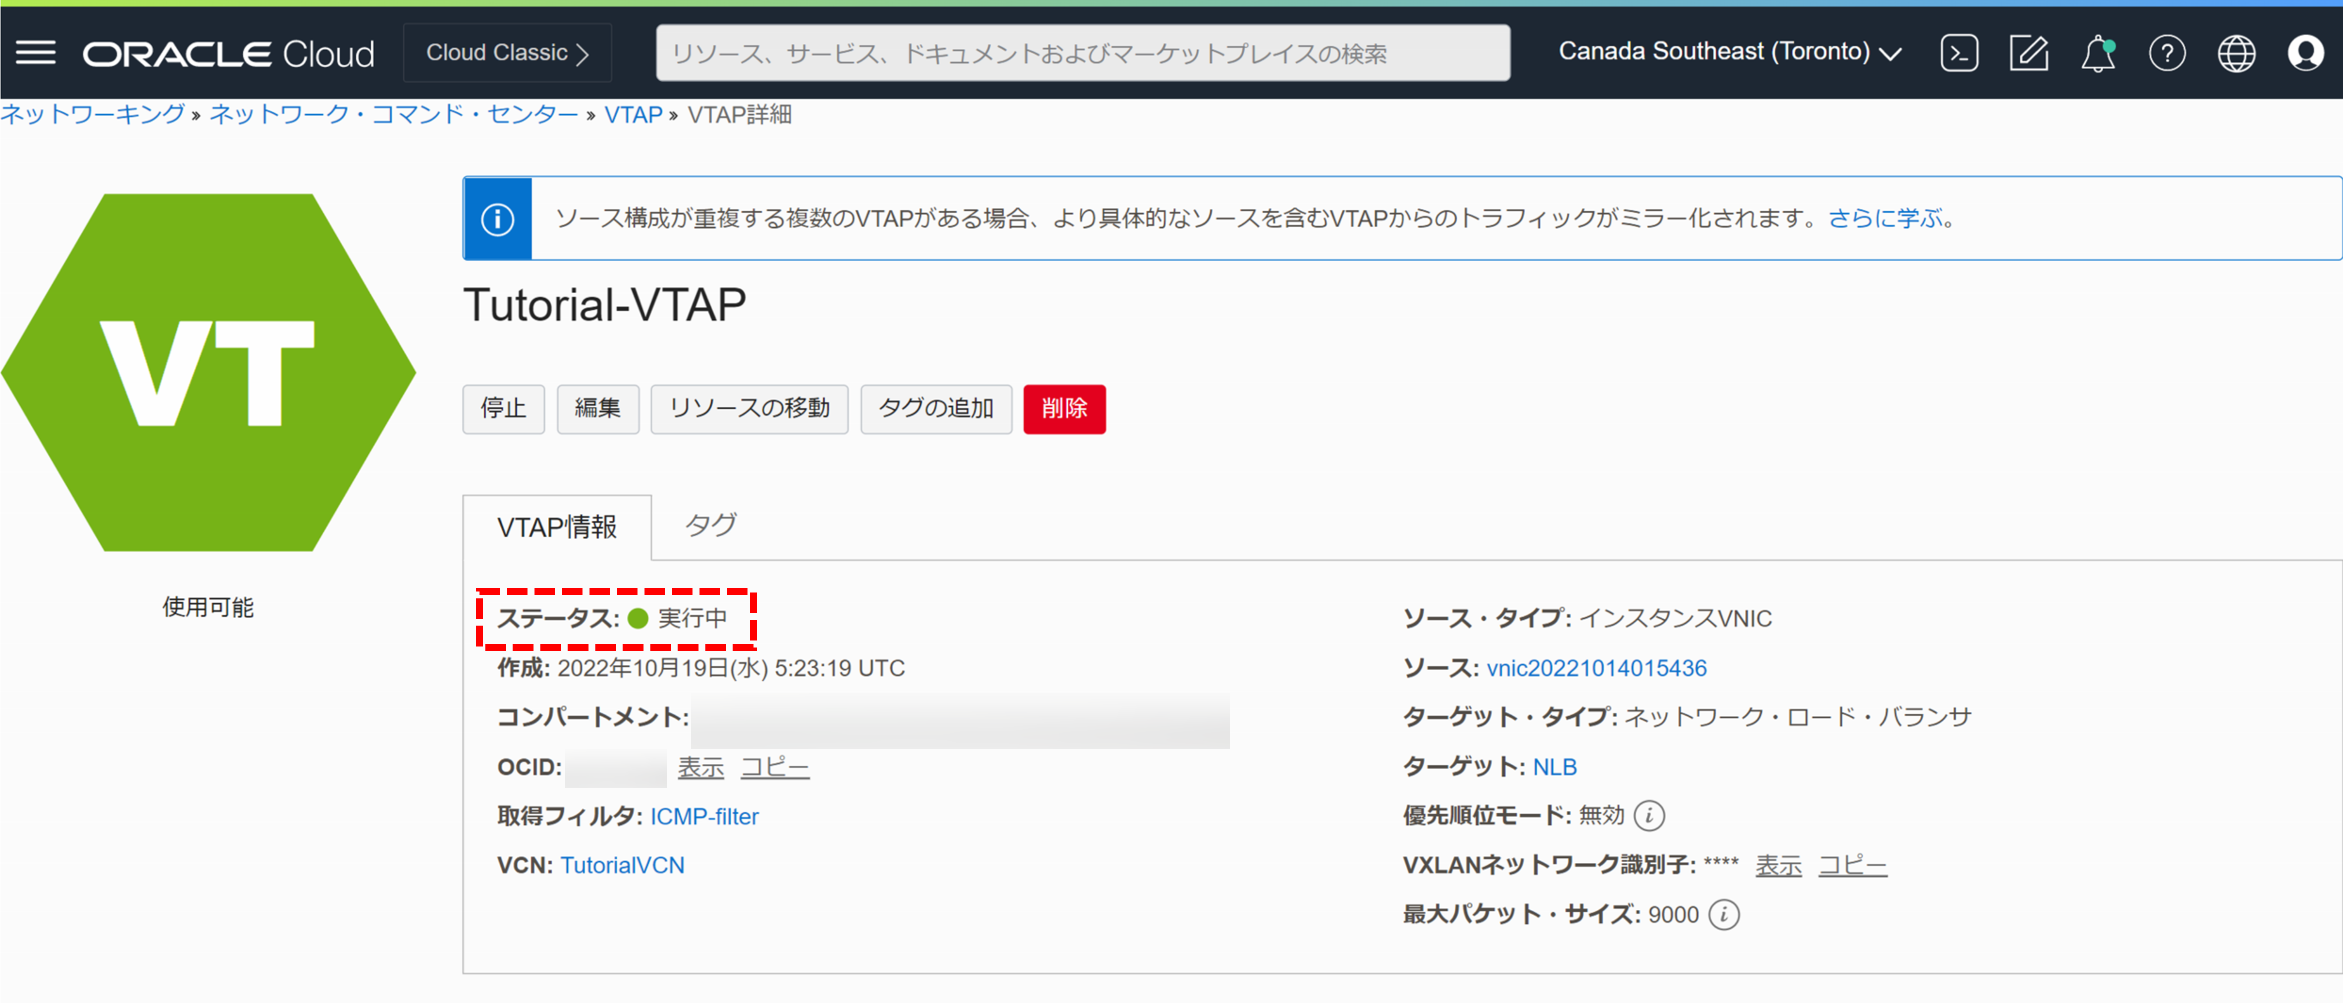 ORACLE Cloud Cloud Classic リソース、サービス、ドキュメントおよびマーケットプレイスの検索 Canada Southeast (Toronto)
ネットワーキング » ネットワーク・コマンド・センター » VTAP » VTAP詳細
ソース構成が重複する複数のVTAPがある場合、より具体的なソースを含むVTAPからのトラフィックがミラー化されます。さらに学ぶ。
VT
使用可能
Tutorial-VTAP
停止 編集 リソースの移動 タグの追加 削除
VTAP情報 タグ
ステータス: 実行中
作成: 2022年10月19日(水) 5:23:19 UTC
コンパートメント:
OCID: 表示 コピー
取得フィルタ: ICMP-filter
VCN: TutorialVCN
ソース・タイプ: インスタンスVNIC
ソース: vnic20221014015436
ターゲット・タイプ: ネットワーク・ロード・バランサ
ターゲット: NLB
優先順位モード: 無効
VXLANネットワーク識別子: **** 表示 コピー
最大パケット・サイズ: 9000